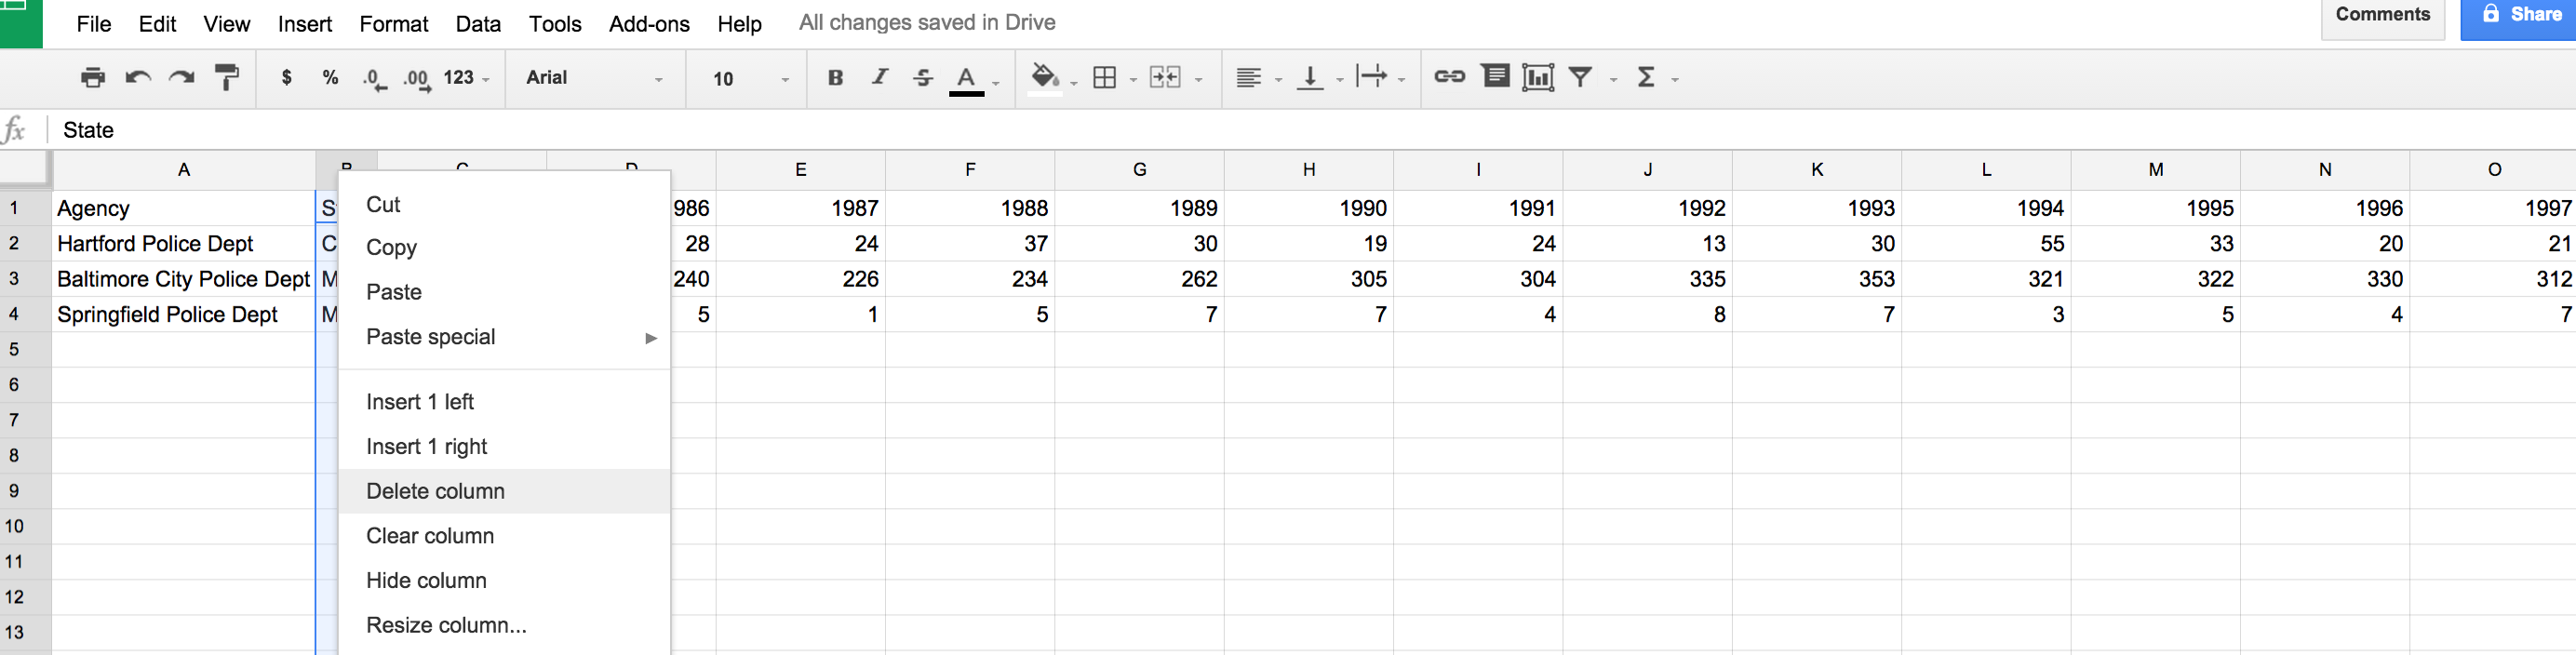 File Edit View Insert Format Data Tools Add-ons Help All changes saved in Drive Comments Share
$ % .0 .00 123 Arial 10 B I S A Σ
fx State
A B C D E F G H I J K L M N O
1 Agency S 986 1987 1988 1989 1990 1991 1992 1993 1994 1995 1996 1997
2 Hartford Police Dept C 28 24 37 30 19 24 13 30 55 33 20 21
3 Baltimore City Police Dept M 240 226 234 262 305 304 335 353 321 322 330 312
4 Springfield Police Dept M 5 1 5 7 7 4 8 7 3 5 4 7
5
6
7
8
9
10
11
12
13
Cut
Copy
Paste
Paste special
Insert 1 left
Insert 1 right
Delete column
Clear column
Hide column
Resize column...